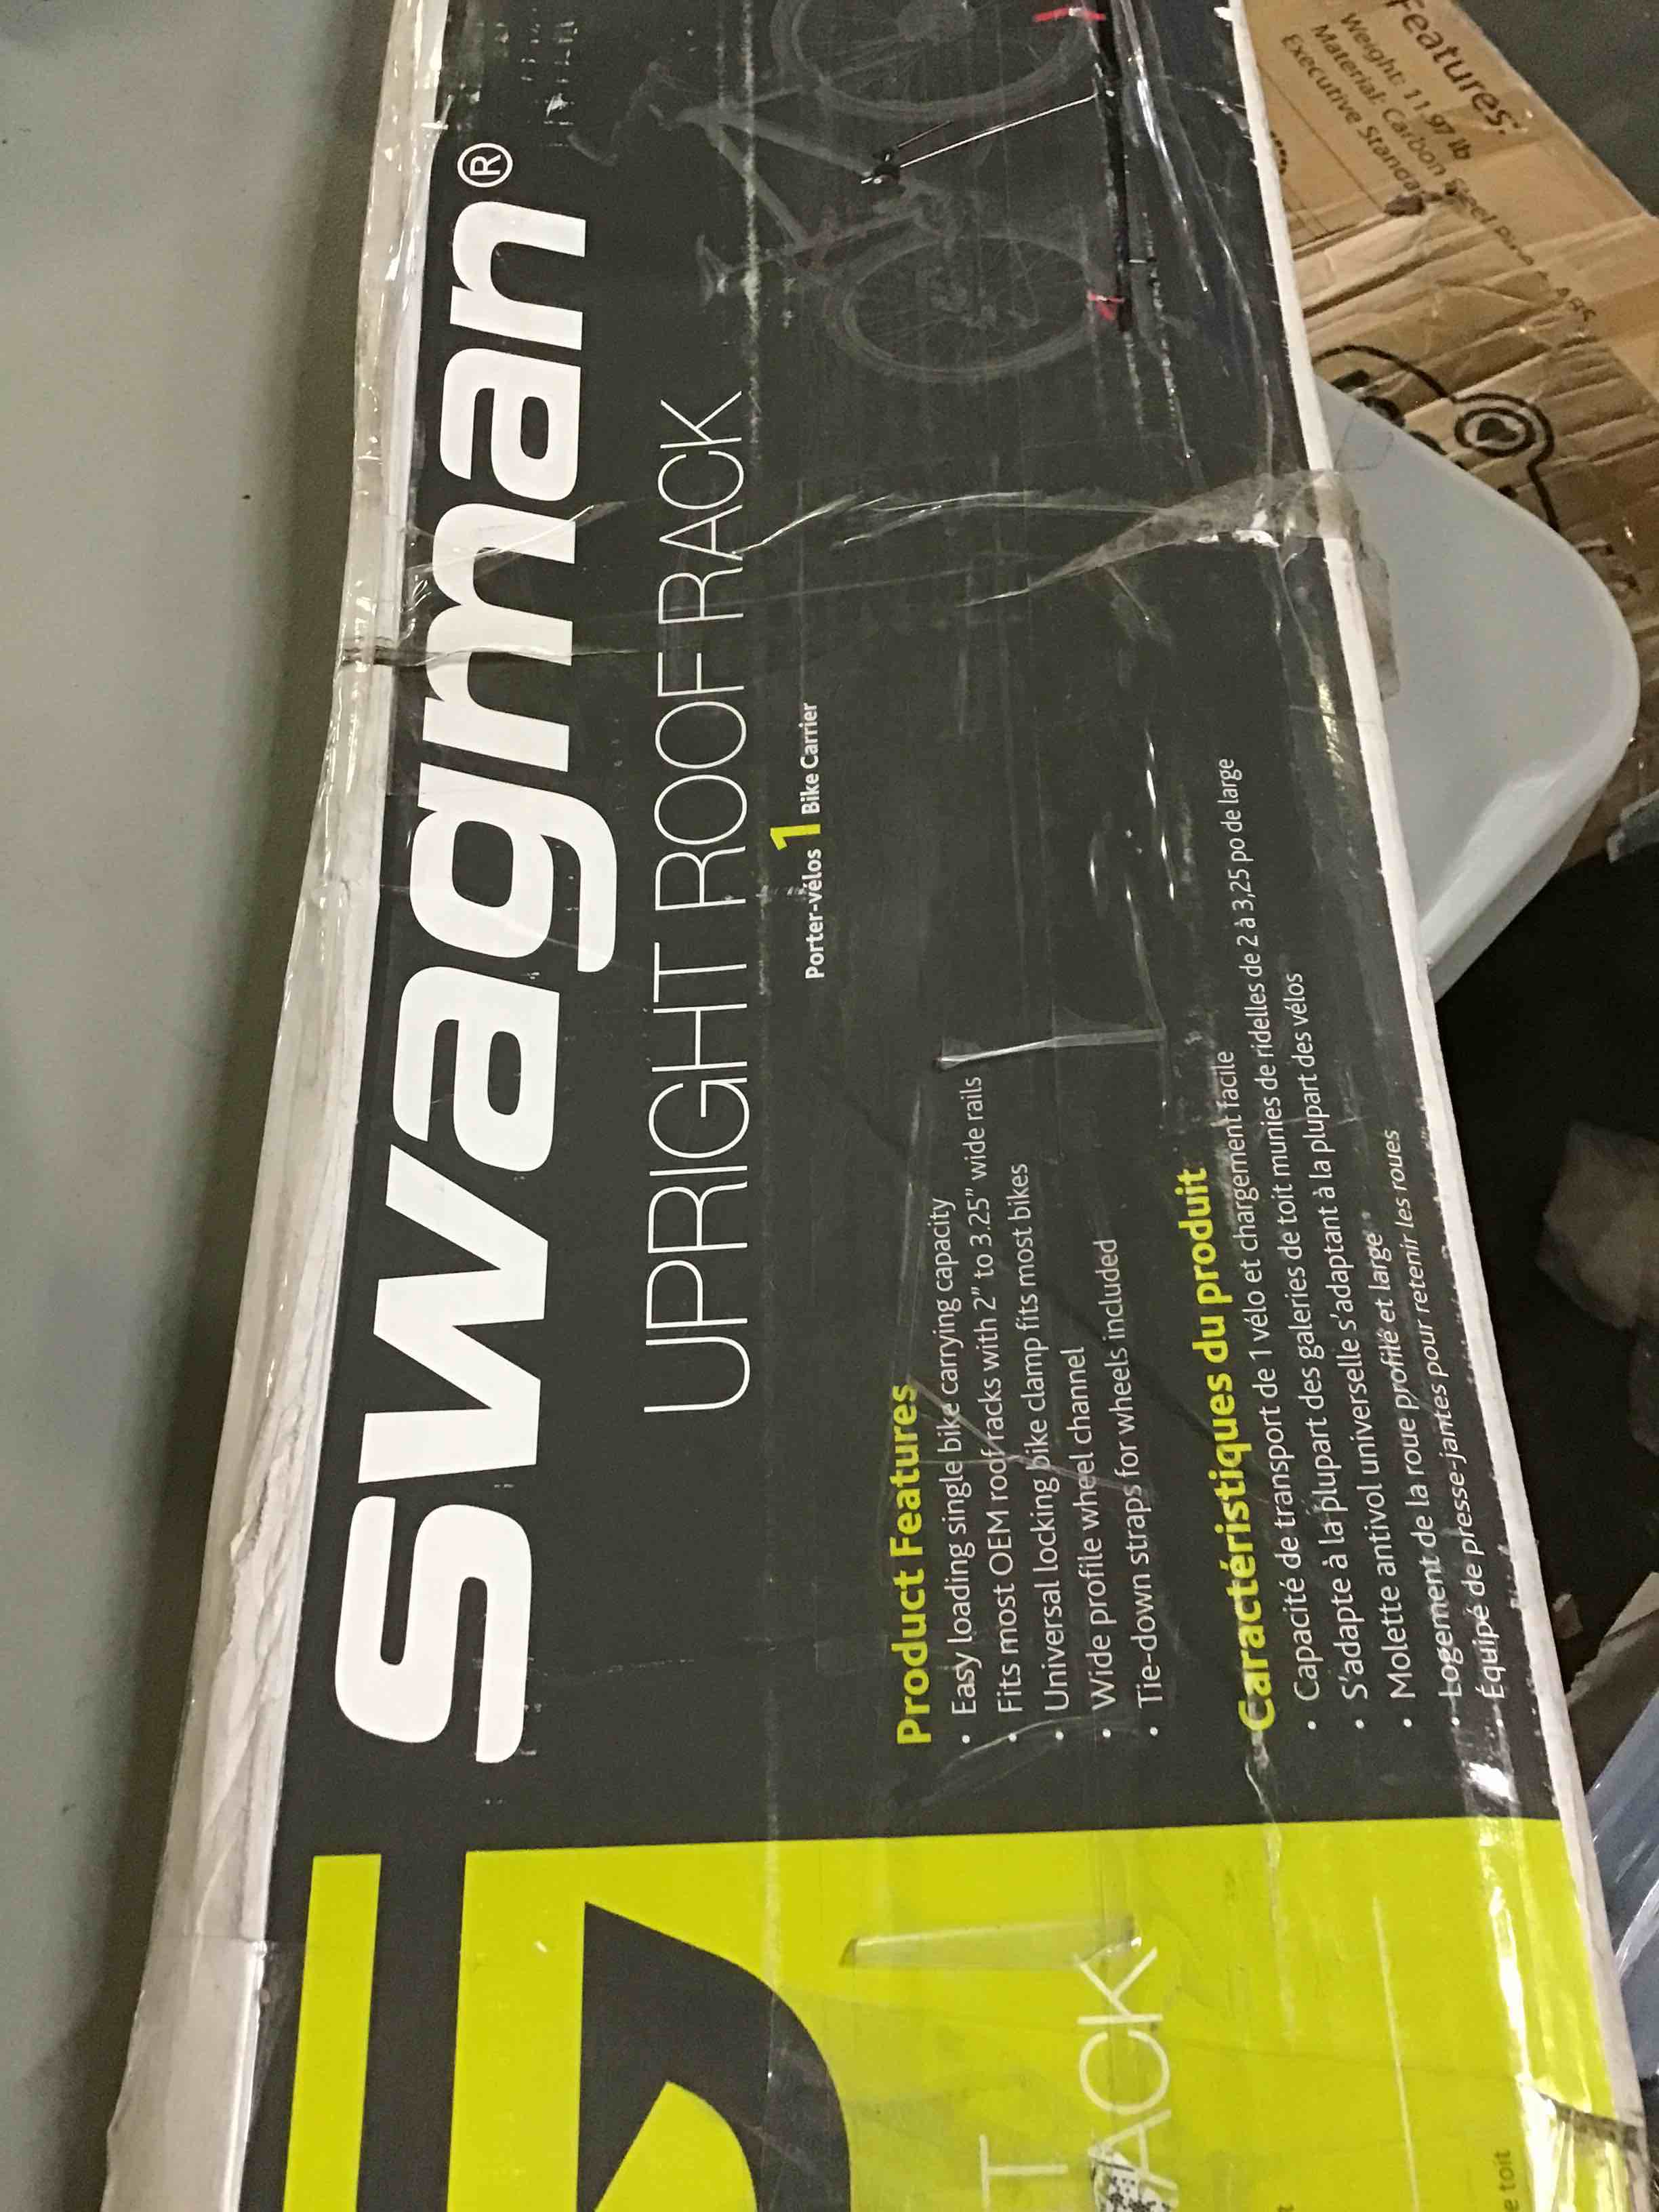 swagman®
UPRIGHT ROOF RACK
Porter-vélos 1 Bike Carrier
Product Features
• Easy loading single bike carrying capacity
• Fits most OEM roof racks with 2" to 3.25" wide rails
• Universal locking bike clamp fits most bikes
• Wide profile wheel channel
• Tie-down straps for wheels included
Caractéristiques du produit
• Capacité de transport de 1 vélo et chargement facile
• S'adapte à la plupart des galeries de toit munies de ridelles de 2 à 3,25 po de large
• Molette antivol universelle s'adaptant à la plupart des vélos
• Logement de la roue profilé et large
• Équipé de presse-jantes pour retenir les roues
T
ACK
t
e toit
Features:
Weight: 11.97 lb
Material: Carbon Steel
Executive Standa